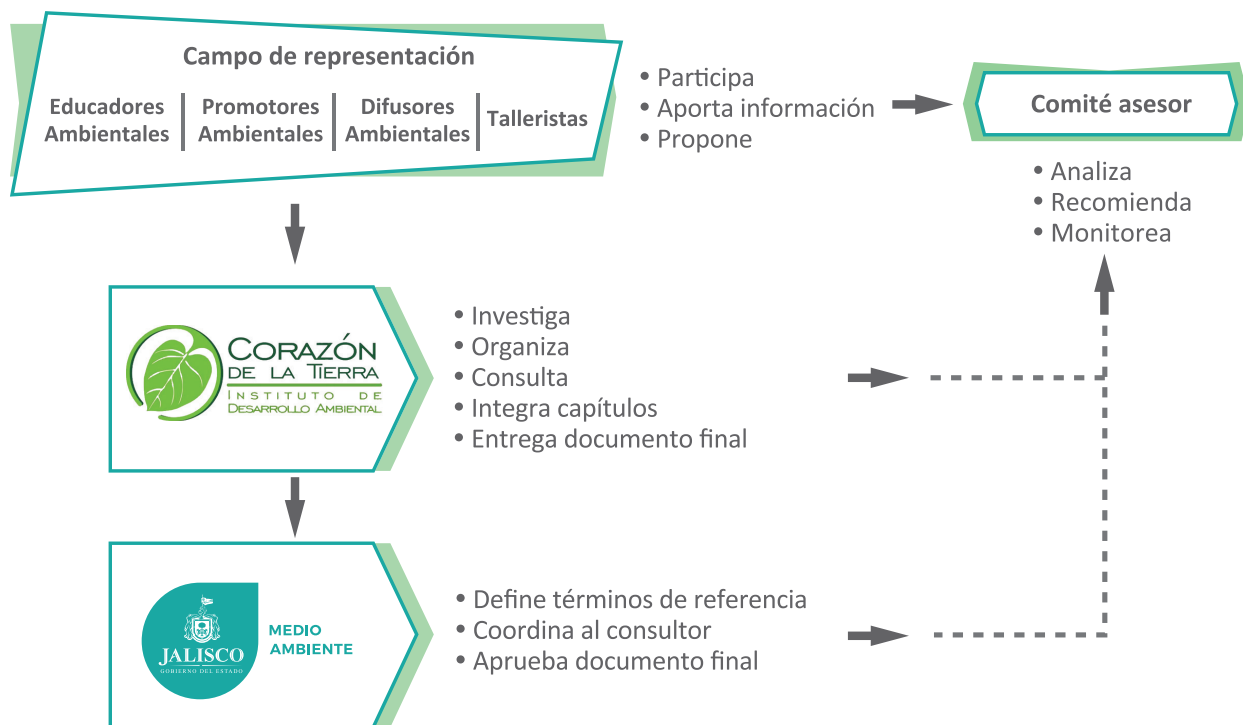 Campo de representación
Educadores
Ambientales
Promotores
Ambientales
Difusores
Ambientales
Talleristas
• Participa
• Aporta información
• Propone
Comité asesor
• Analiza
• Recomienda
• Monitorea
CORAZÓN
DE LA TIERRA
INSTITUTO DE
DESARROLLO AMBIENTAL
• Investiga
• Organiza
• Consulta
• Integra capítulos
• Entrega documento final
JALISCO
GOBIERNO DEL ESTADO
MEDIO
AMBIENTE
• Define términos de referencia
• Coordina al consultor
• Aprueba documento final